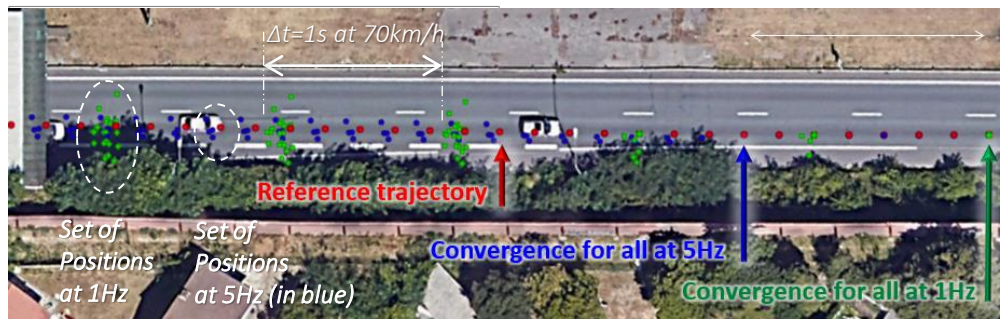 Δt=1s at 70km/h
Reference trajectory
Set of
Positions
at 1Hz
Set of
Positions
at 5Hz (in blue)
Convergence for all at 5Hz
Convergence for all at 1Hz